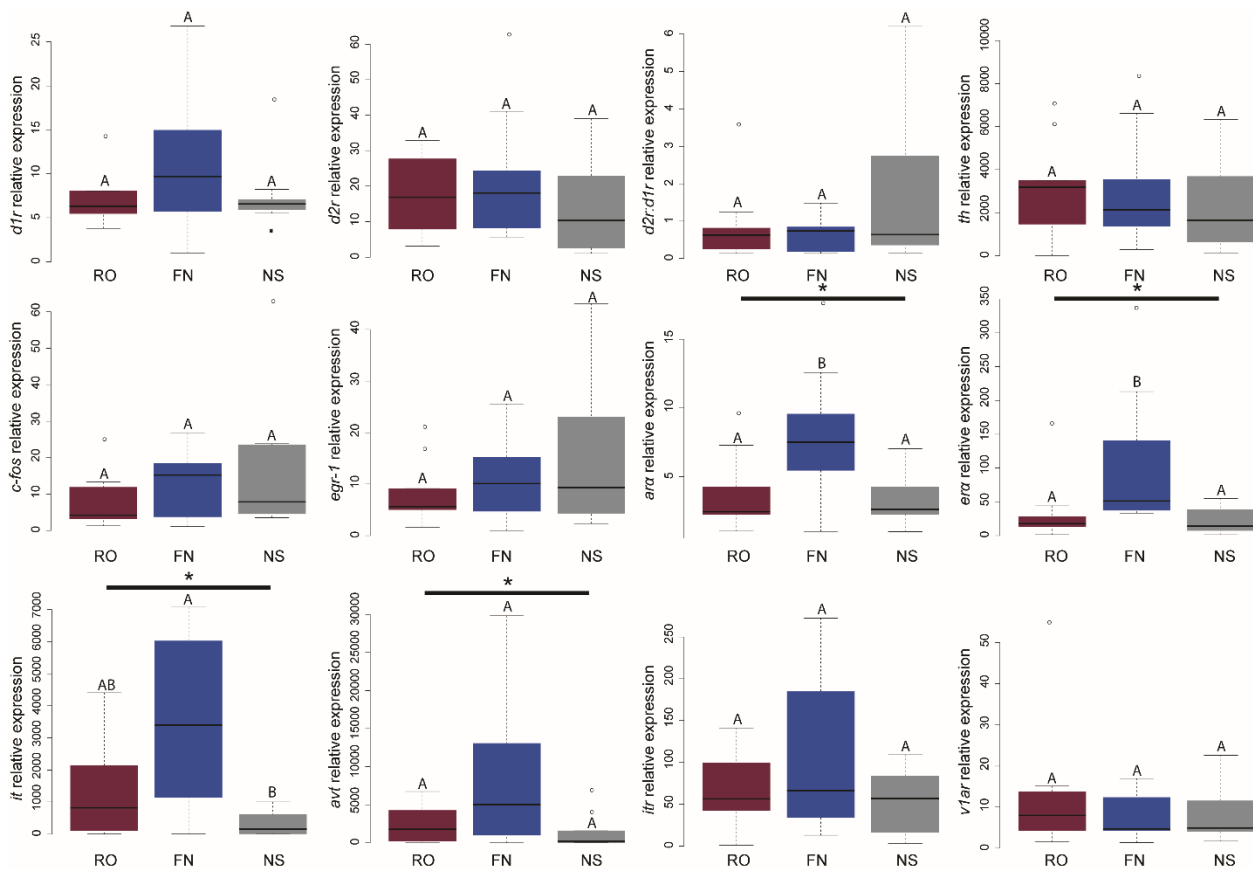 d1r relative expression
25
20
15
10
5
0
A
A
A
RO FN NS
d2r relative expression
60
50
40
30
20
10
0
A
A
A
RO FN NS
d2r:d1r relative expression
6
5
4
3
2
1
0
A
A
A
RO FN NS
th relative expression
10000
8000
6000
4000
2000
0
A
A
A
RO FN NS
c-fos relative expression
60
50
40
30
20
10
0
A
A
A
RO FN NS
egr-1 relative expression
40
30
20
10
0
A
A
A
RO FN NS
*
arα relative expression
15
10
5
A
B
A
RO FN NS
*
erα relative expression
350
300
250
200
150
100
50
0
A
B
A
RO FN NS
*
it relative expression
7000
6000
5000
4000
3000
2000
1000
0
AB
A
B
RO FN NS
*
avt relative expression
30000
25000
20000
15000
10000
5000
0
A
A
A
RO FN NS
itr relative expression
250
200
150
100
50
0
A
A
A
RO FN NS
v1ar relative expression
50
40
30
20
10
0
A
A
A
RO FN NS